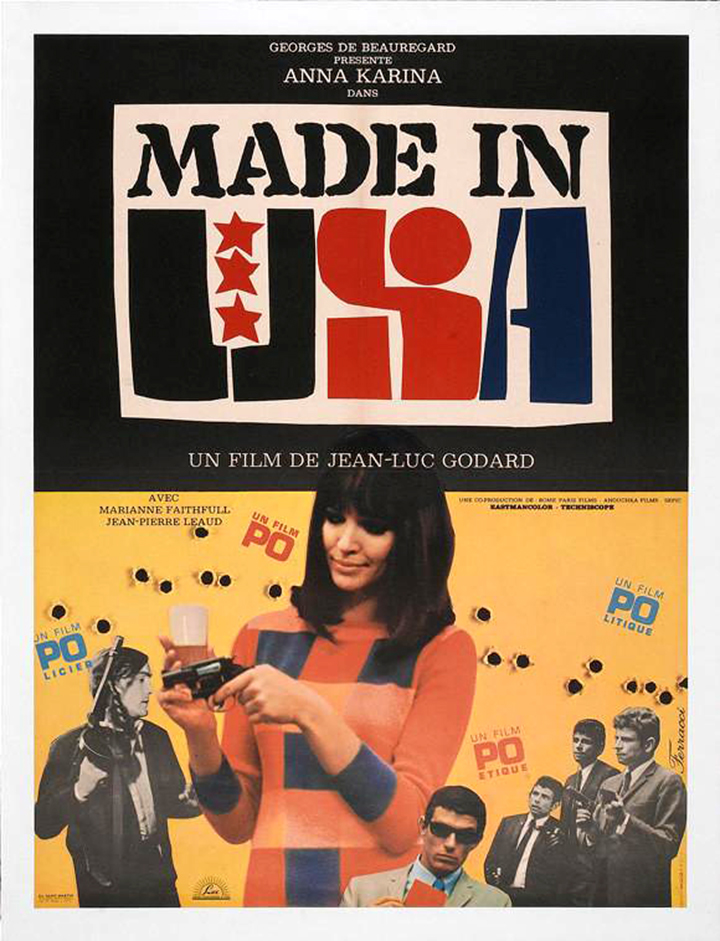 GEORGES DE BEAUREGARD
PRESENTE
ANNA KARINA
DANS
MADE IN
USA
UN FILM DE JEAN-LUC GODARD
AVEC
MARIANNE FAITHFULL
JEAN-PIERRE LEAUD
UNE CO-PRODUCTION DE : ROME PARIS FILMS - ANOUCHKA FILMS - SEPIC
EASTMANCOLOR - TECHNISCOPE
UN FILM
PO
UN FILM
PO
LITIQUE
UN FILM
PO
LICIER
UN FILM
PO
ETIQUE
Ferracci